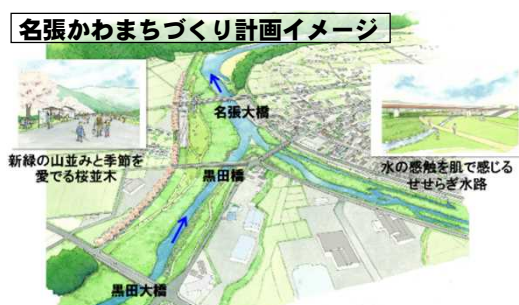 名張かわまちづくり計画イメージ
名張大橋
新緑の山並みと季節を
愛でる桜並木
黒田橋
水の感触を肌で感じる
せせらぎ水路
黒田大橋